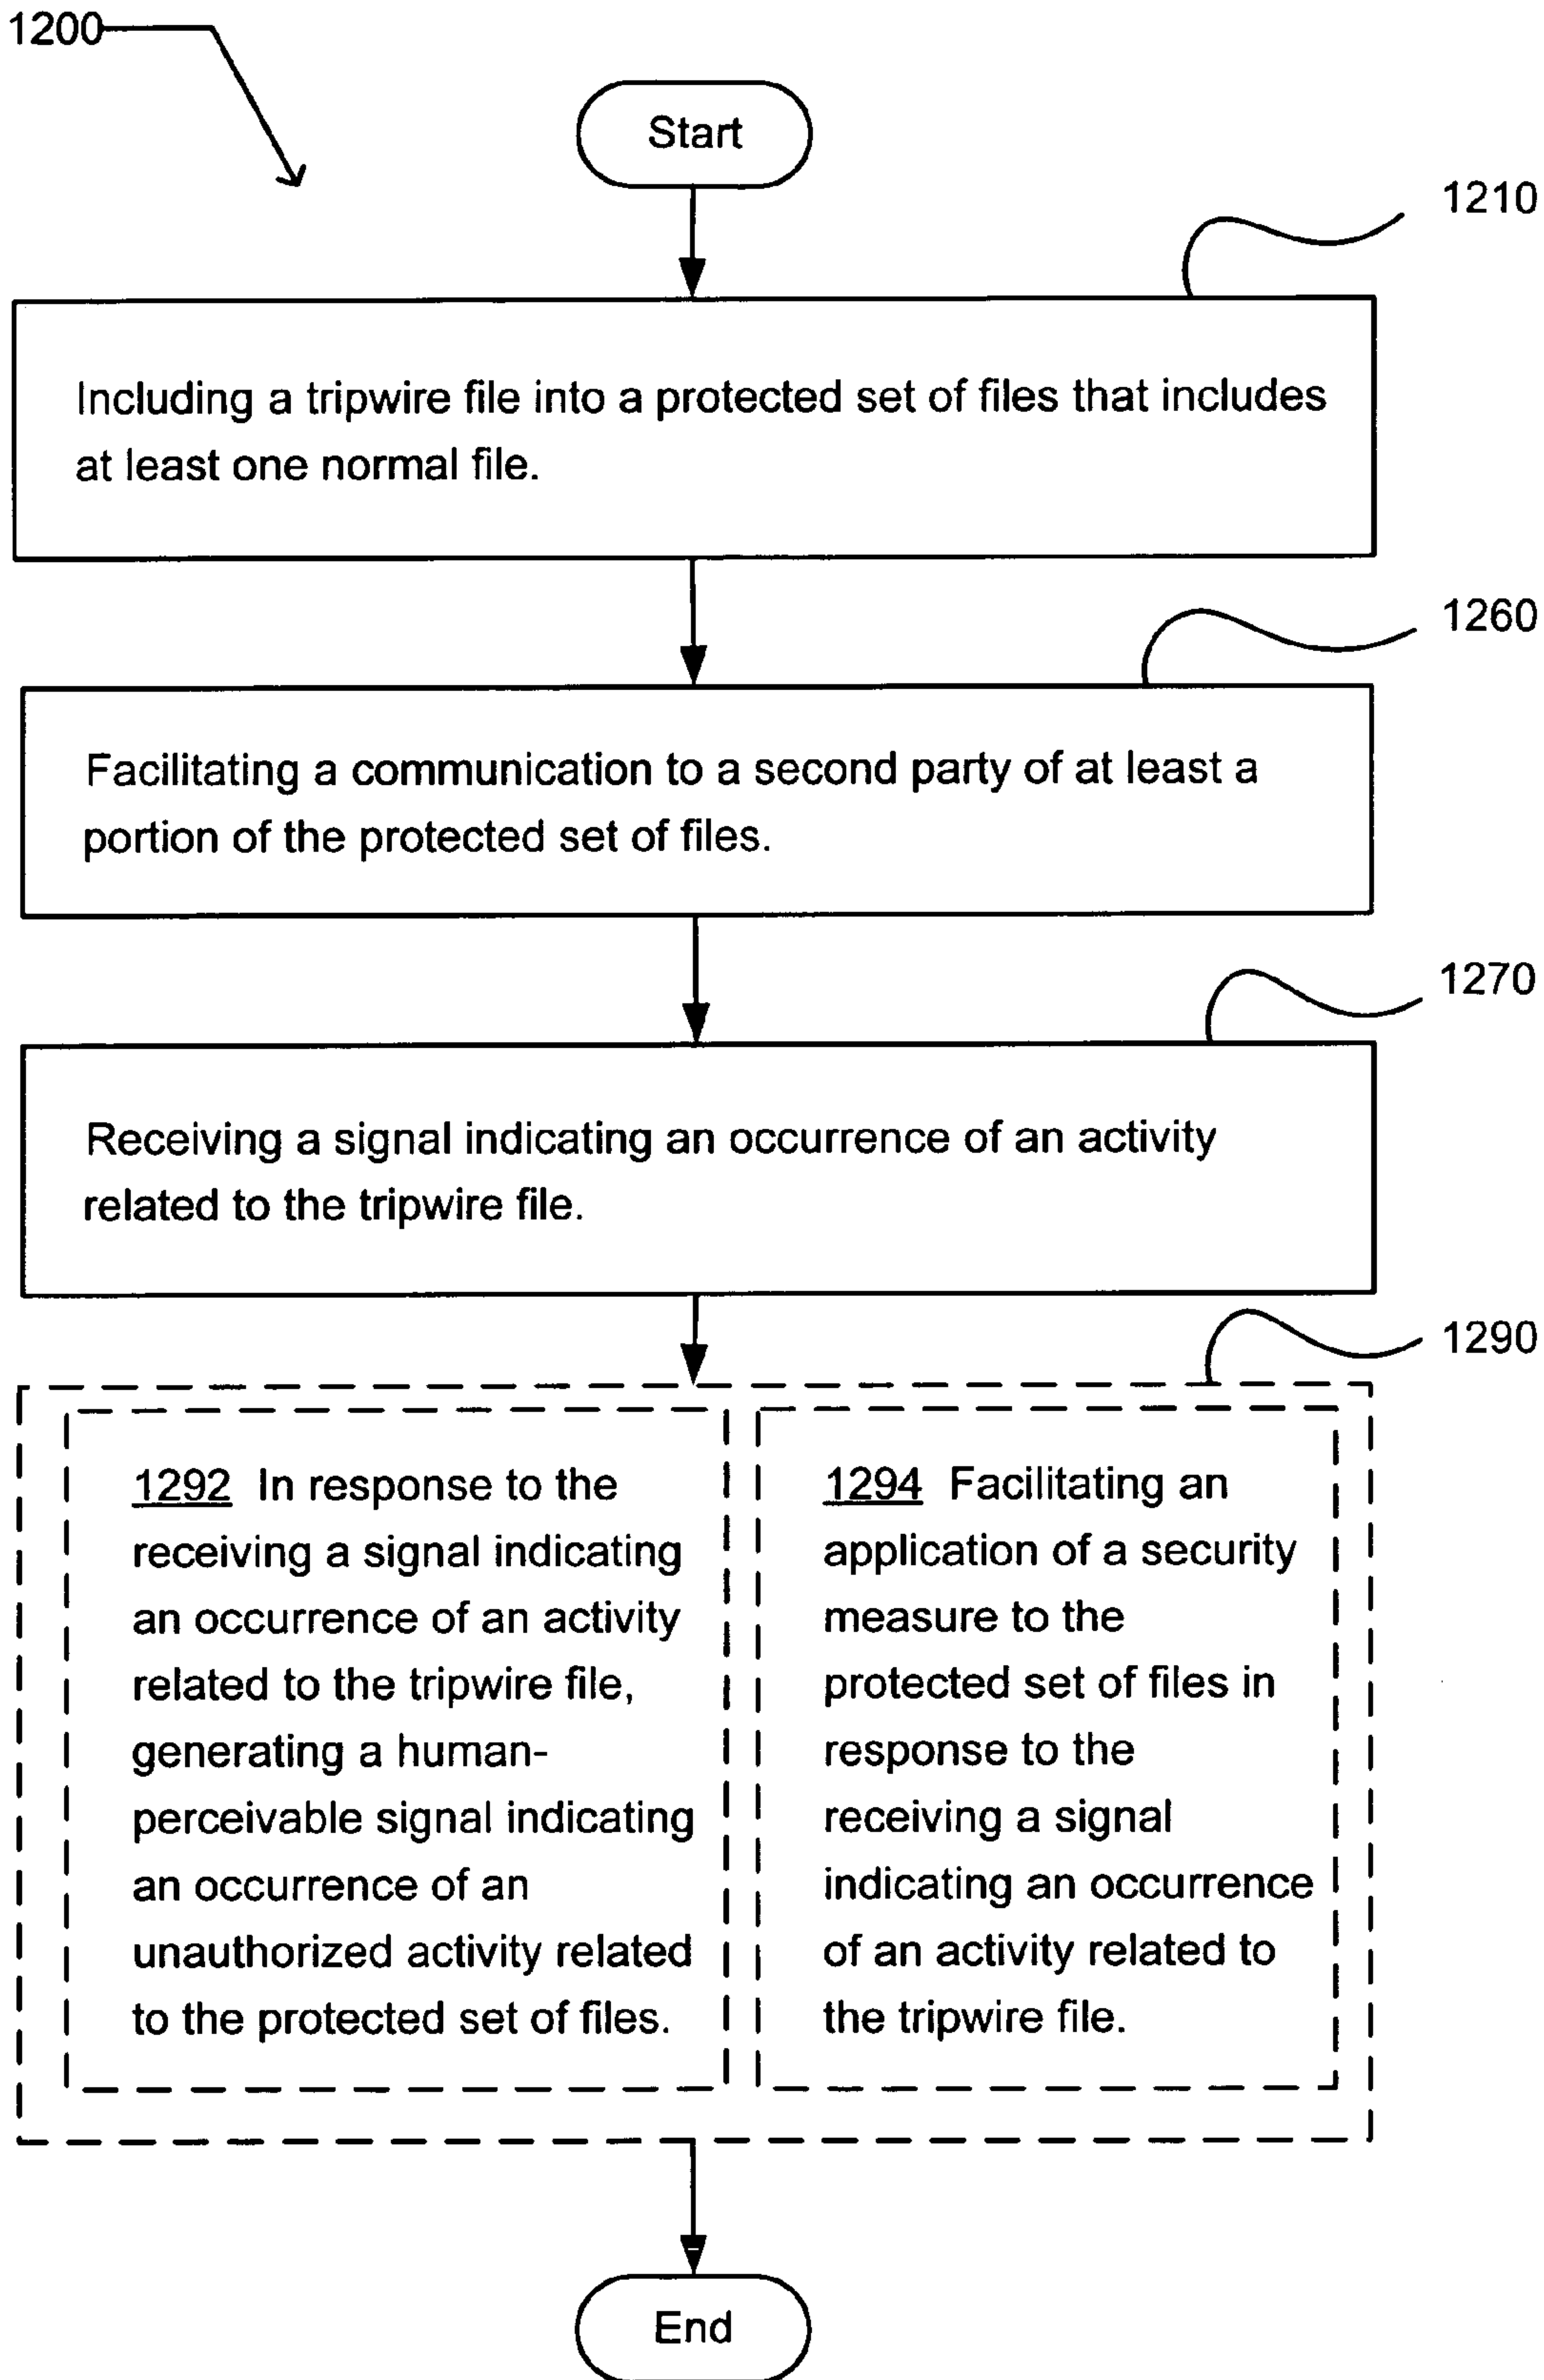 1200
Start
1210
Including a tripwire file into a protected set of files that includes
at least one normal file.
1260
Facilitating a communication to a second party of at least a
portion of the protected set of files.
1270
Receiving a signal indicating an occurrence of an activity
related to the tripwire file.
1290
1292 In response to the
receiving a signal indicating
an occurrence of an activity
related to the tripwire file,
generating a human-
perceivable signal indicating
an occurrence of an
unauthorized activity related
to the protected set of files.
1294 Facilitating an
application of a security
measure to the
protected set of files in
response to the
receiving a signal
indicating an occurrence
of an activity related to
the tripwire file.
End